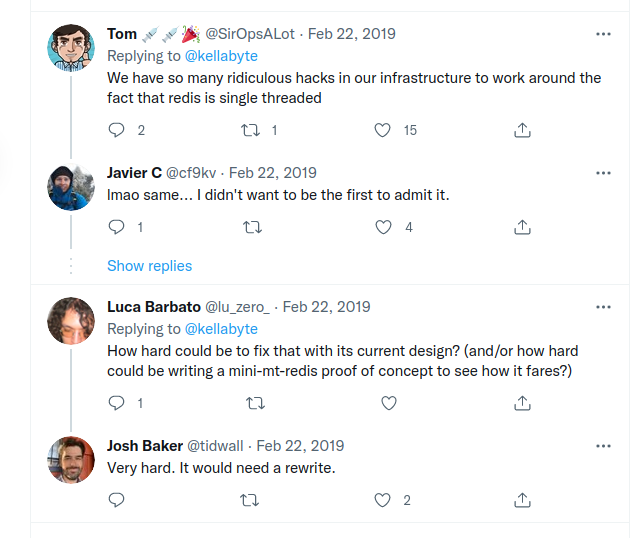 Tom 💉💉🎉 @SirOpsALot · Feb 22, 2019
Replying to @kellabyte
We have so many ridiculous hacks in our infrastructure to work around the
fact that redis is single threaded
2 1 15
Javier C @cf9kv · Feb 22, 2019
lmao same... I didn't want to be the first to admit it.
1 4
Show replies
Luca Barbato @lu_zero_ · Feb 22, 2019
Replying to @kellabyte
How hard could be to fix that with its current design? (and/or how hard
could be writing a mini-mt-redis proof of concept to see how it fares?)
1
Josh Baker @tidwall · Feb 22, 2019
Very hard. It would need a rewrite.
2